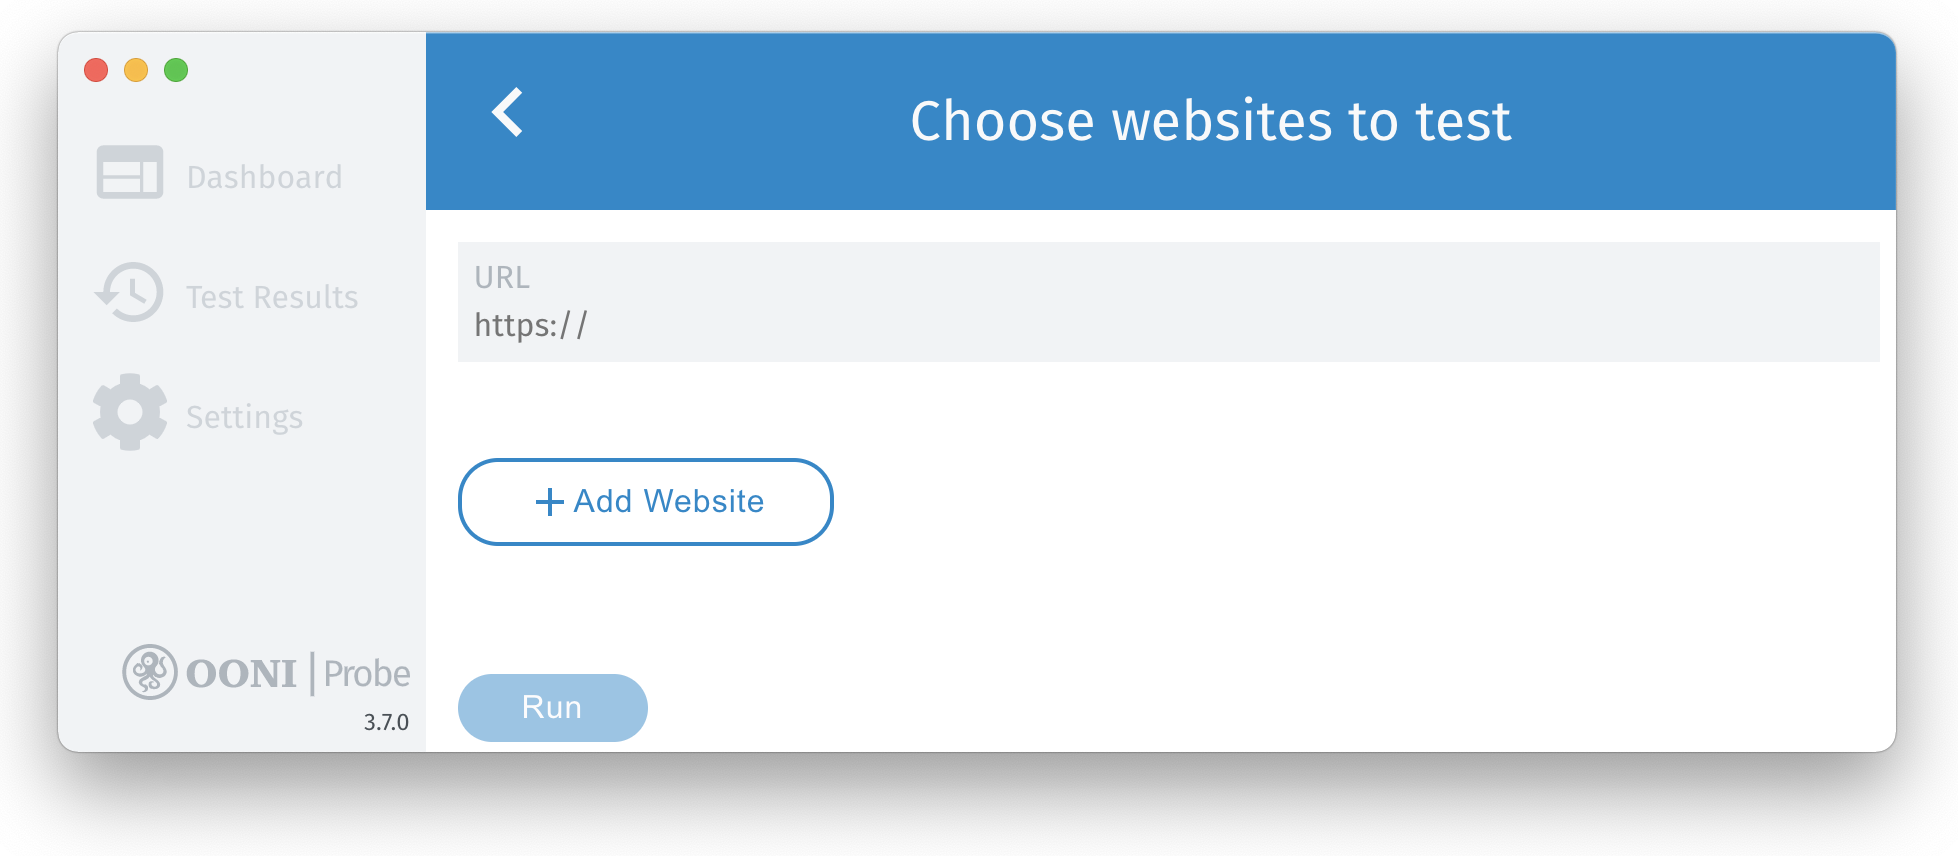 Choose websites to test
Dashboard
Test Results
Settings
URL
https://
+ Add Website
Run
OONI | Probe
3.7.0